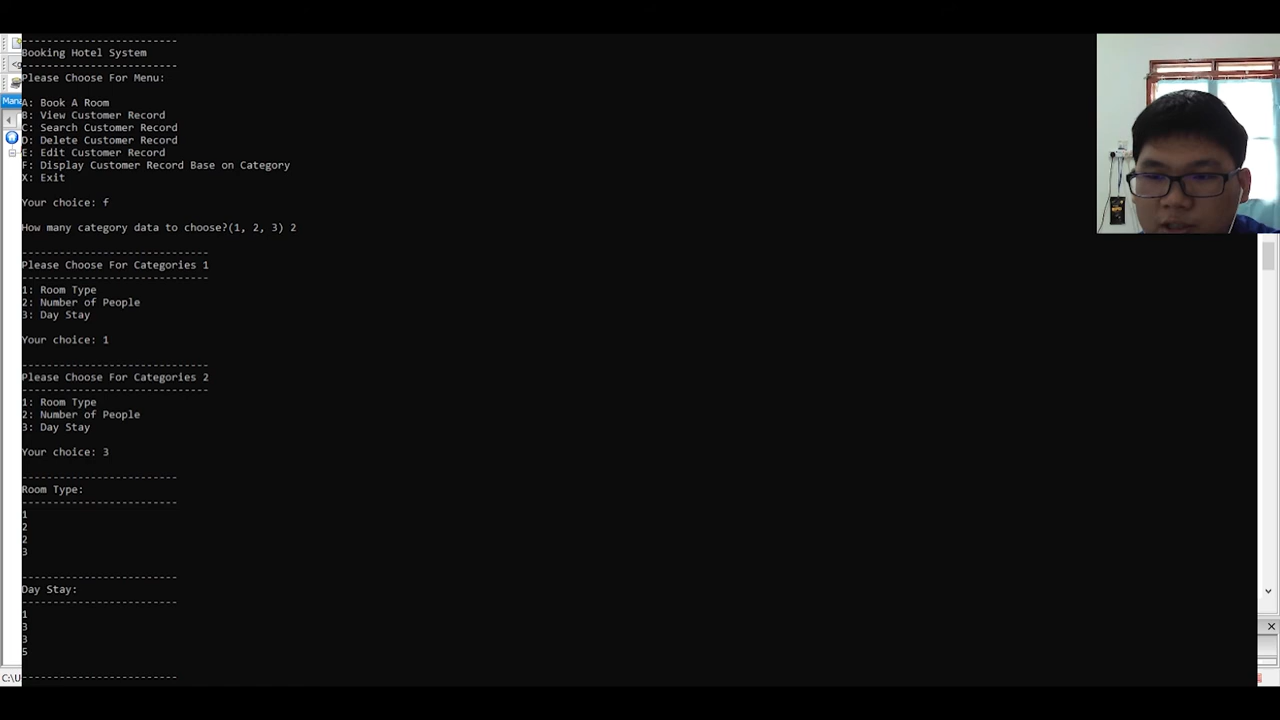 ----------------------------
Booking Hotel System
----------------------------
Please Choose For Menu:
A: Book A Room
B: View Customer Record
C: Search Customer Record
D: Delete Customer Record
E: Edit Customer Record
F: Display Customer Record Base on Category
X: Exit
Your choice: f
How many category data to choose?(1, 2, 3) 2
----------------------------
Please Choose For Categories 1
----------------------------
1: Room Type
2: Number of People
3: Day Stay
Your choice: 1
----------------------------
Please Choose For Categories 2
----------------------------
1: Room Type
2: Number of People
3: Day Stay
Your choice: 3
----------------------------
Room Type:
----------------------------
1
2
2
3
----------------------------
Day Stay:
----------------------------
1
3
3
5
----------------------------
Mana
C:\U